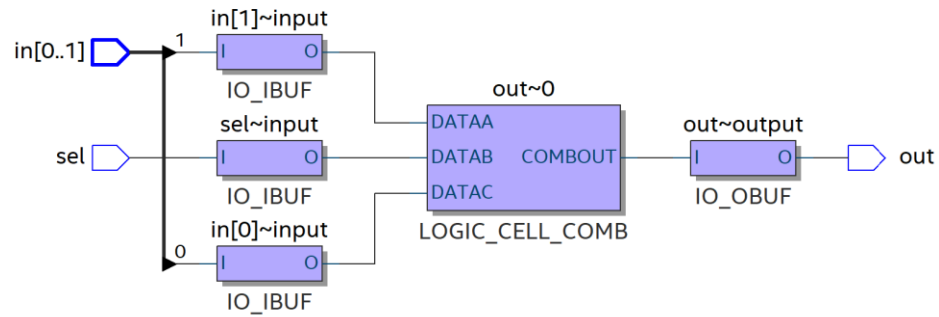 in[1]~input
in[0..1]
1
I
O
IO_IBUF
out~0
sel~input
DATAA
out~output
sel
I
O
DATAB
COMBOUT
I
O
out
IO_IBUF
DATAC
IO_OBUF
in[0]~input
LOGIC_CELL_COMB
0
I
O
IO_IBUF